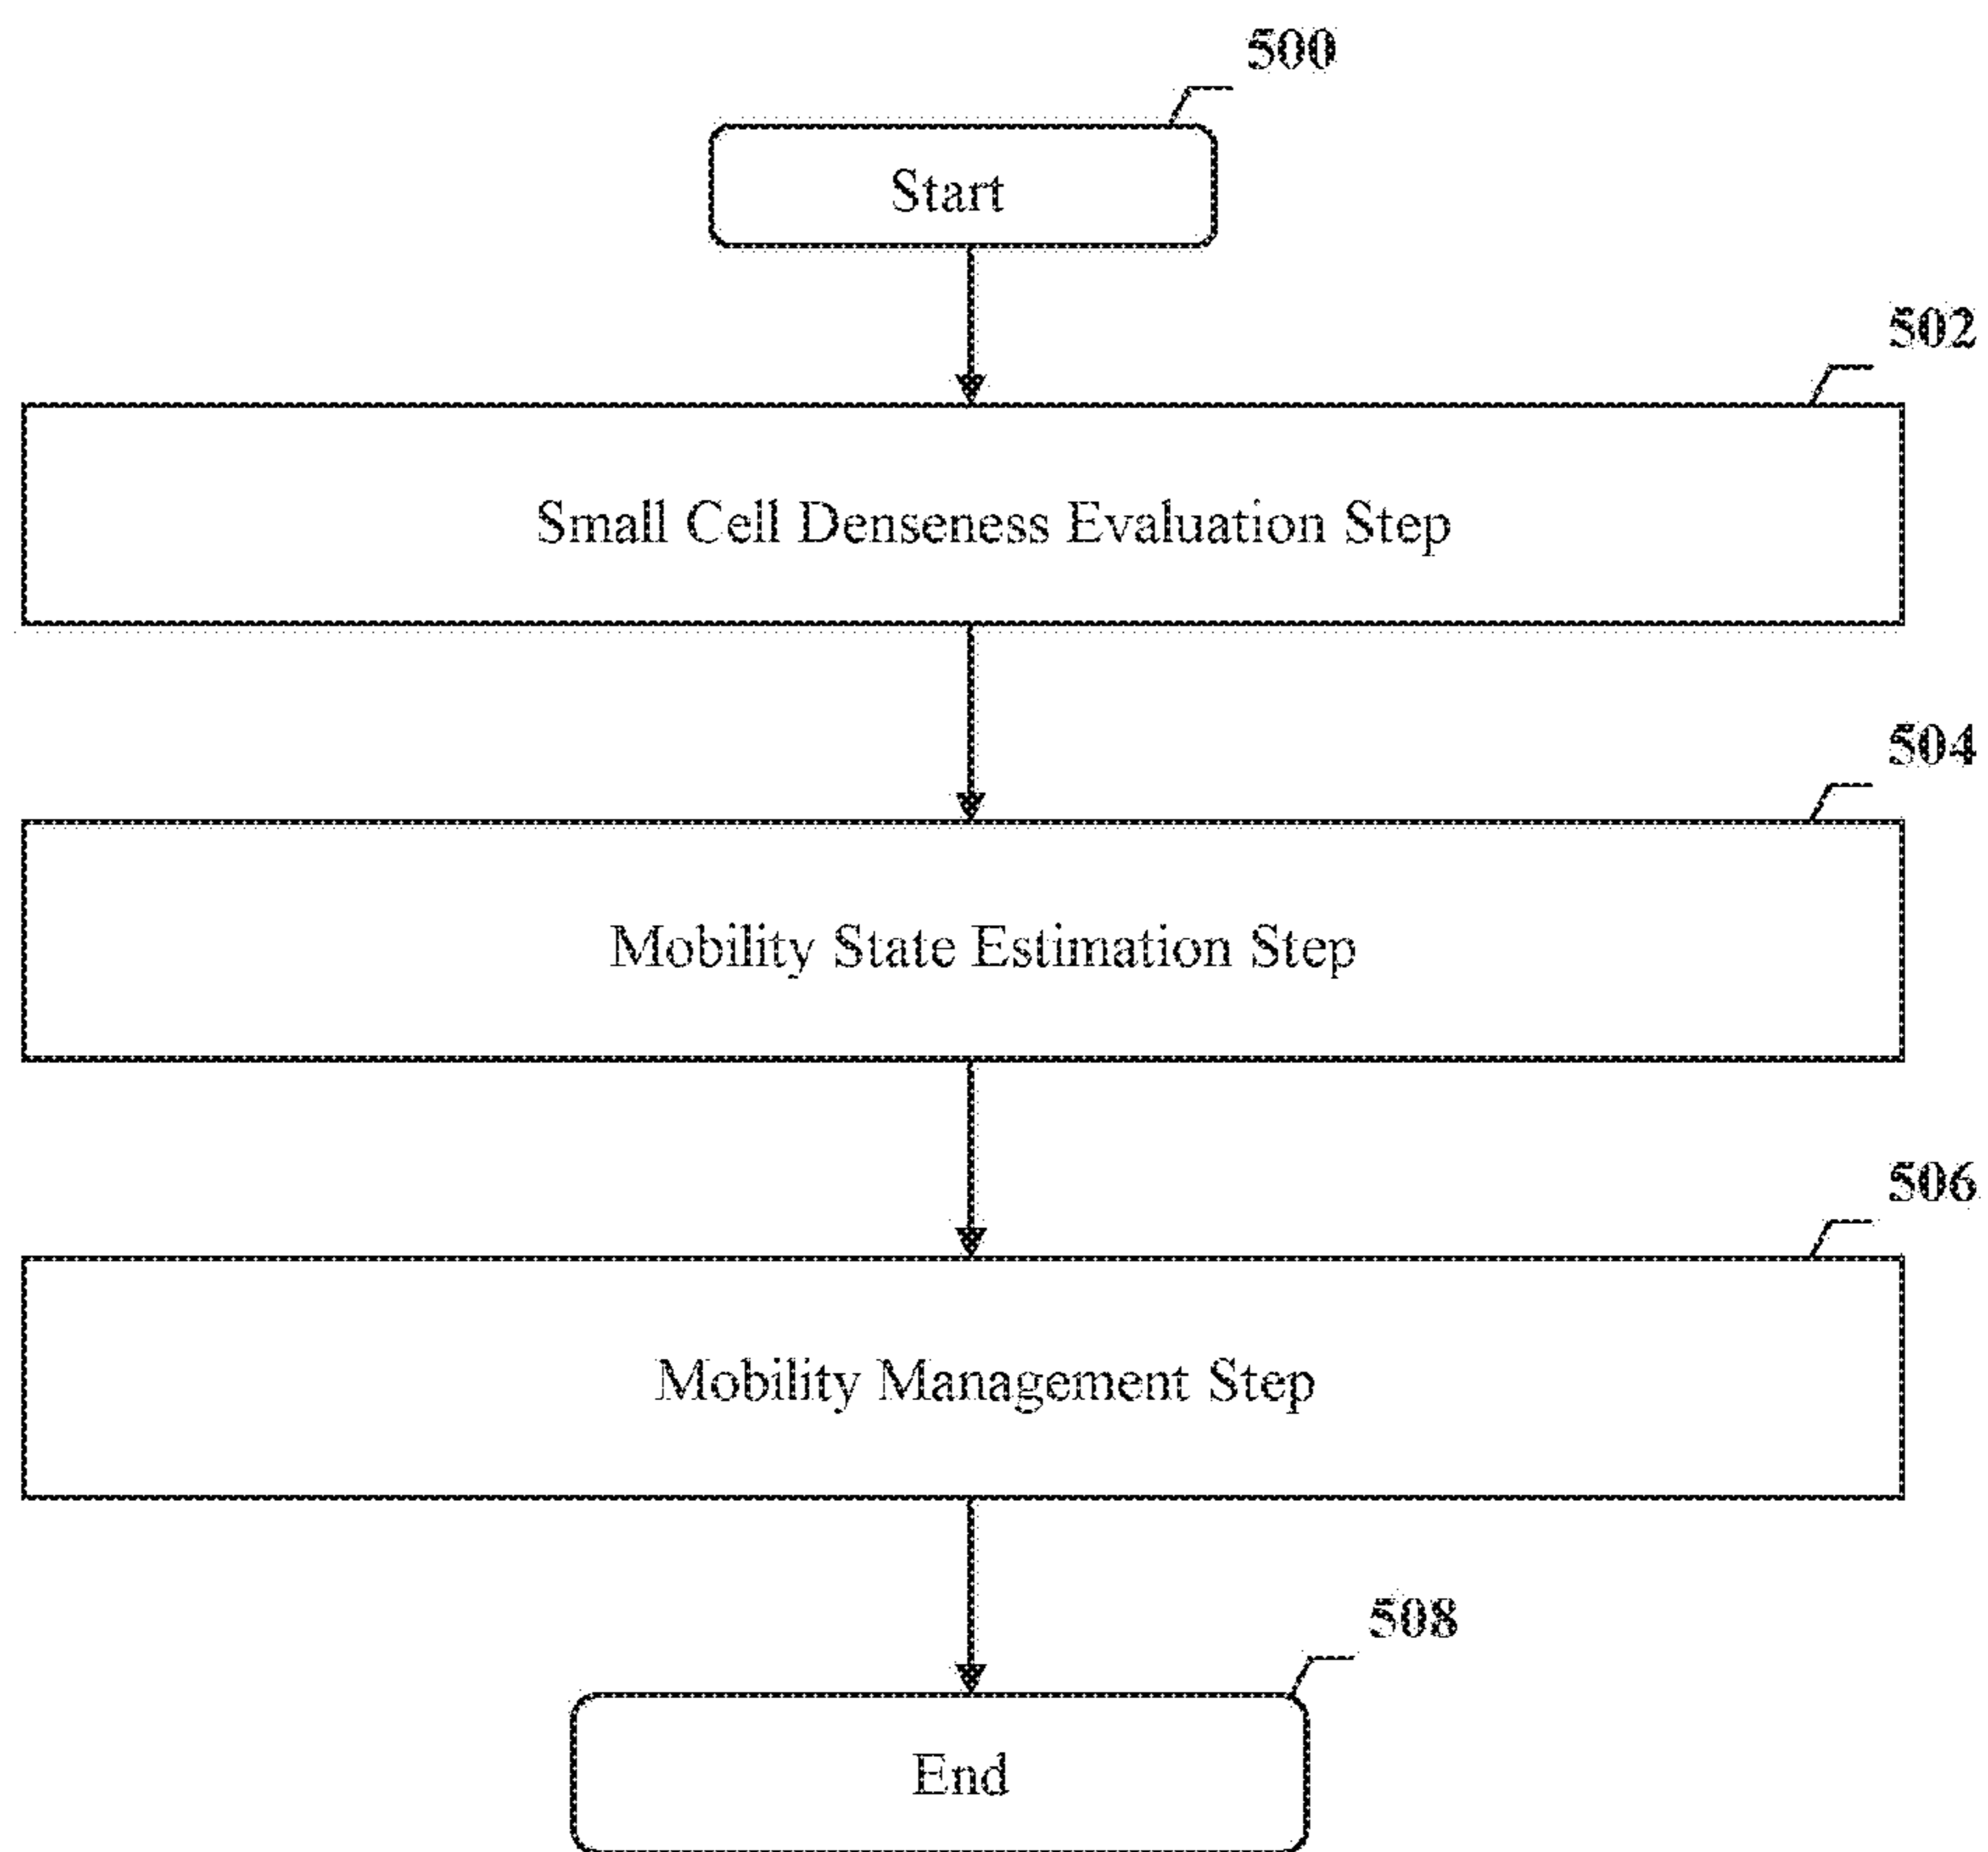 500
Start
502
Small Cell Denseness Evaluation Step
504
Mobility State Estimation Step
506
Mobility Management Step
508
End